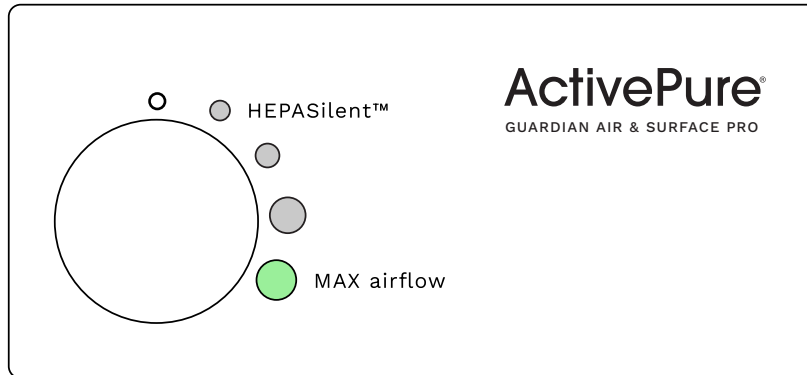 HEPASilent™
ActivePure®
GUARDIAN AIR & SURFACE PRO
MAX airflow